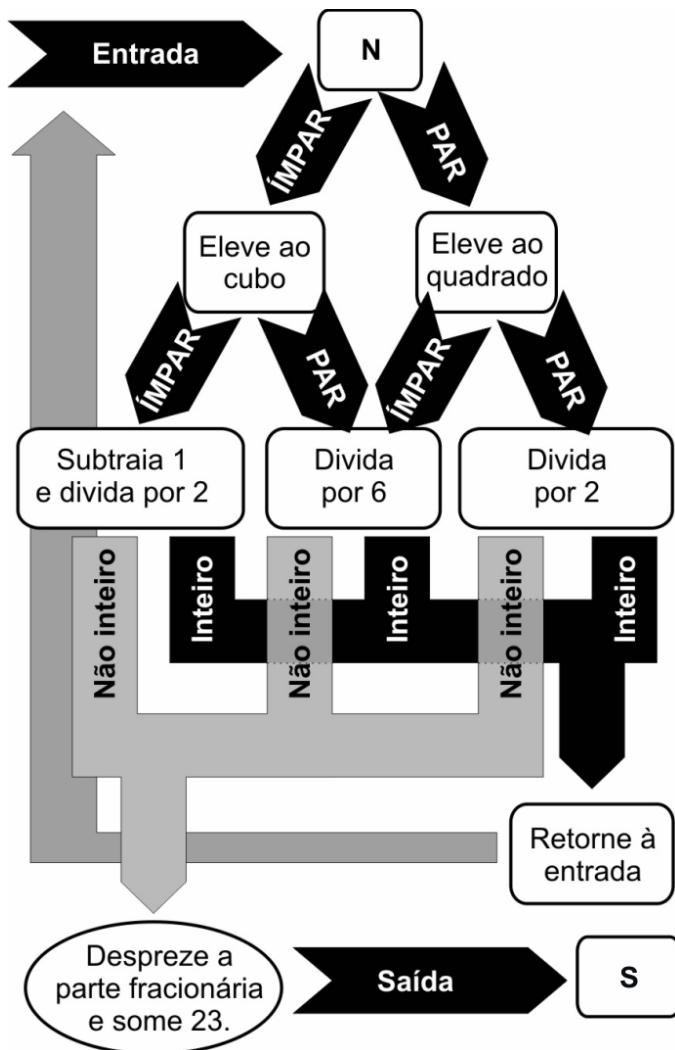 Entrada
N
ÍMPAR
PAR
Eleve ao
cubo
Eleve ao
quadrado
ÍMPAR
PAR
ÍMPAR
PAR
Subtraia 1
e divida por 2
Divida
por 6
Divida
por 2
Não inteiro
Inteiro
Não inteiro
Inteiro
Não inteiro
Inteiro
Retorne à
entrada
Despreze a
parte fracionária
e some 23.
Saída
S